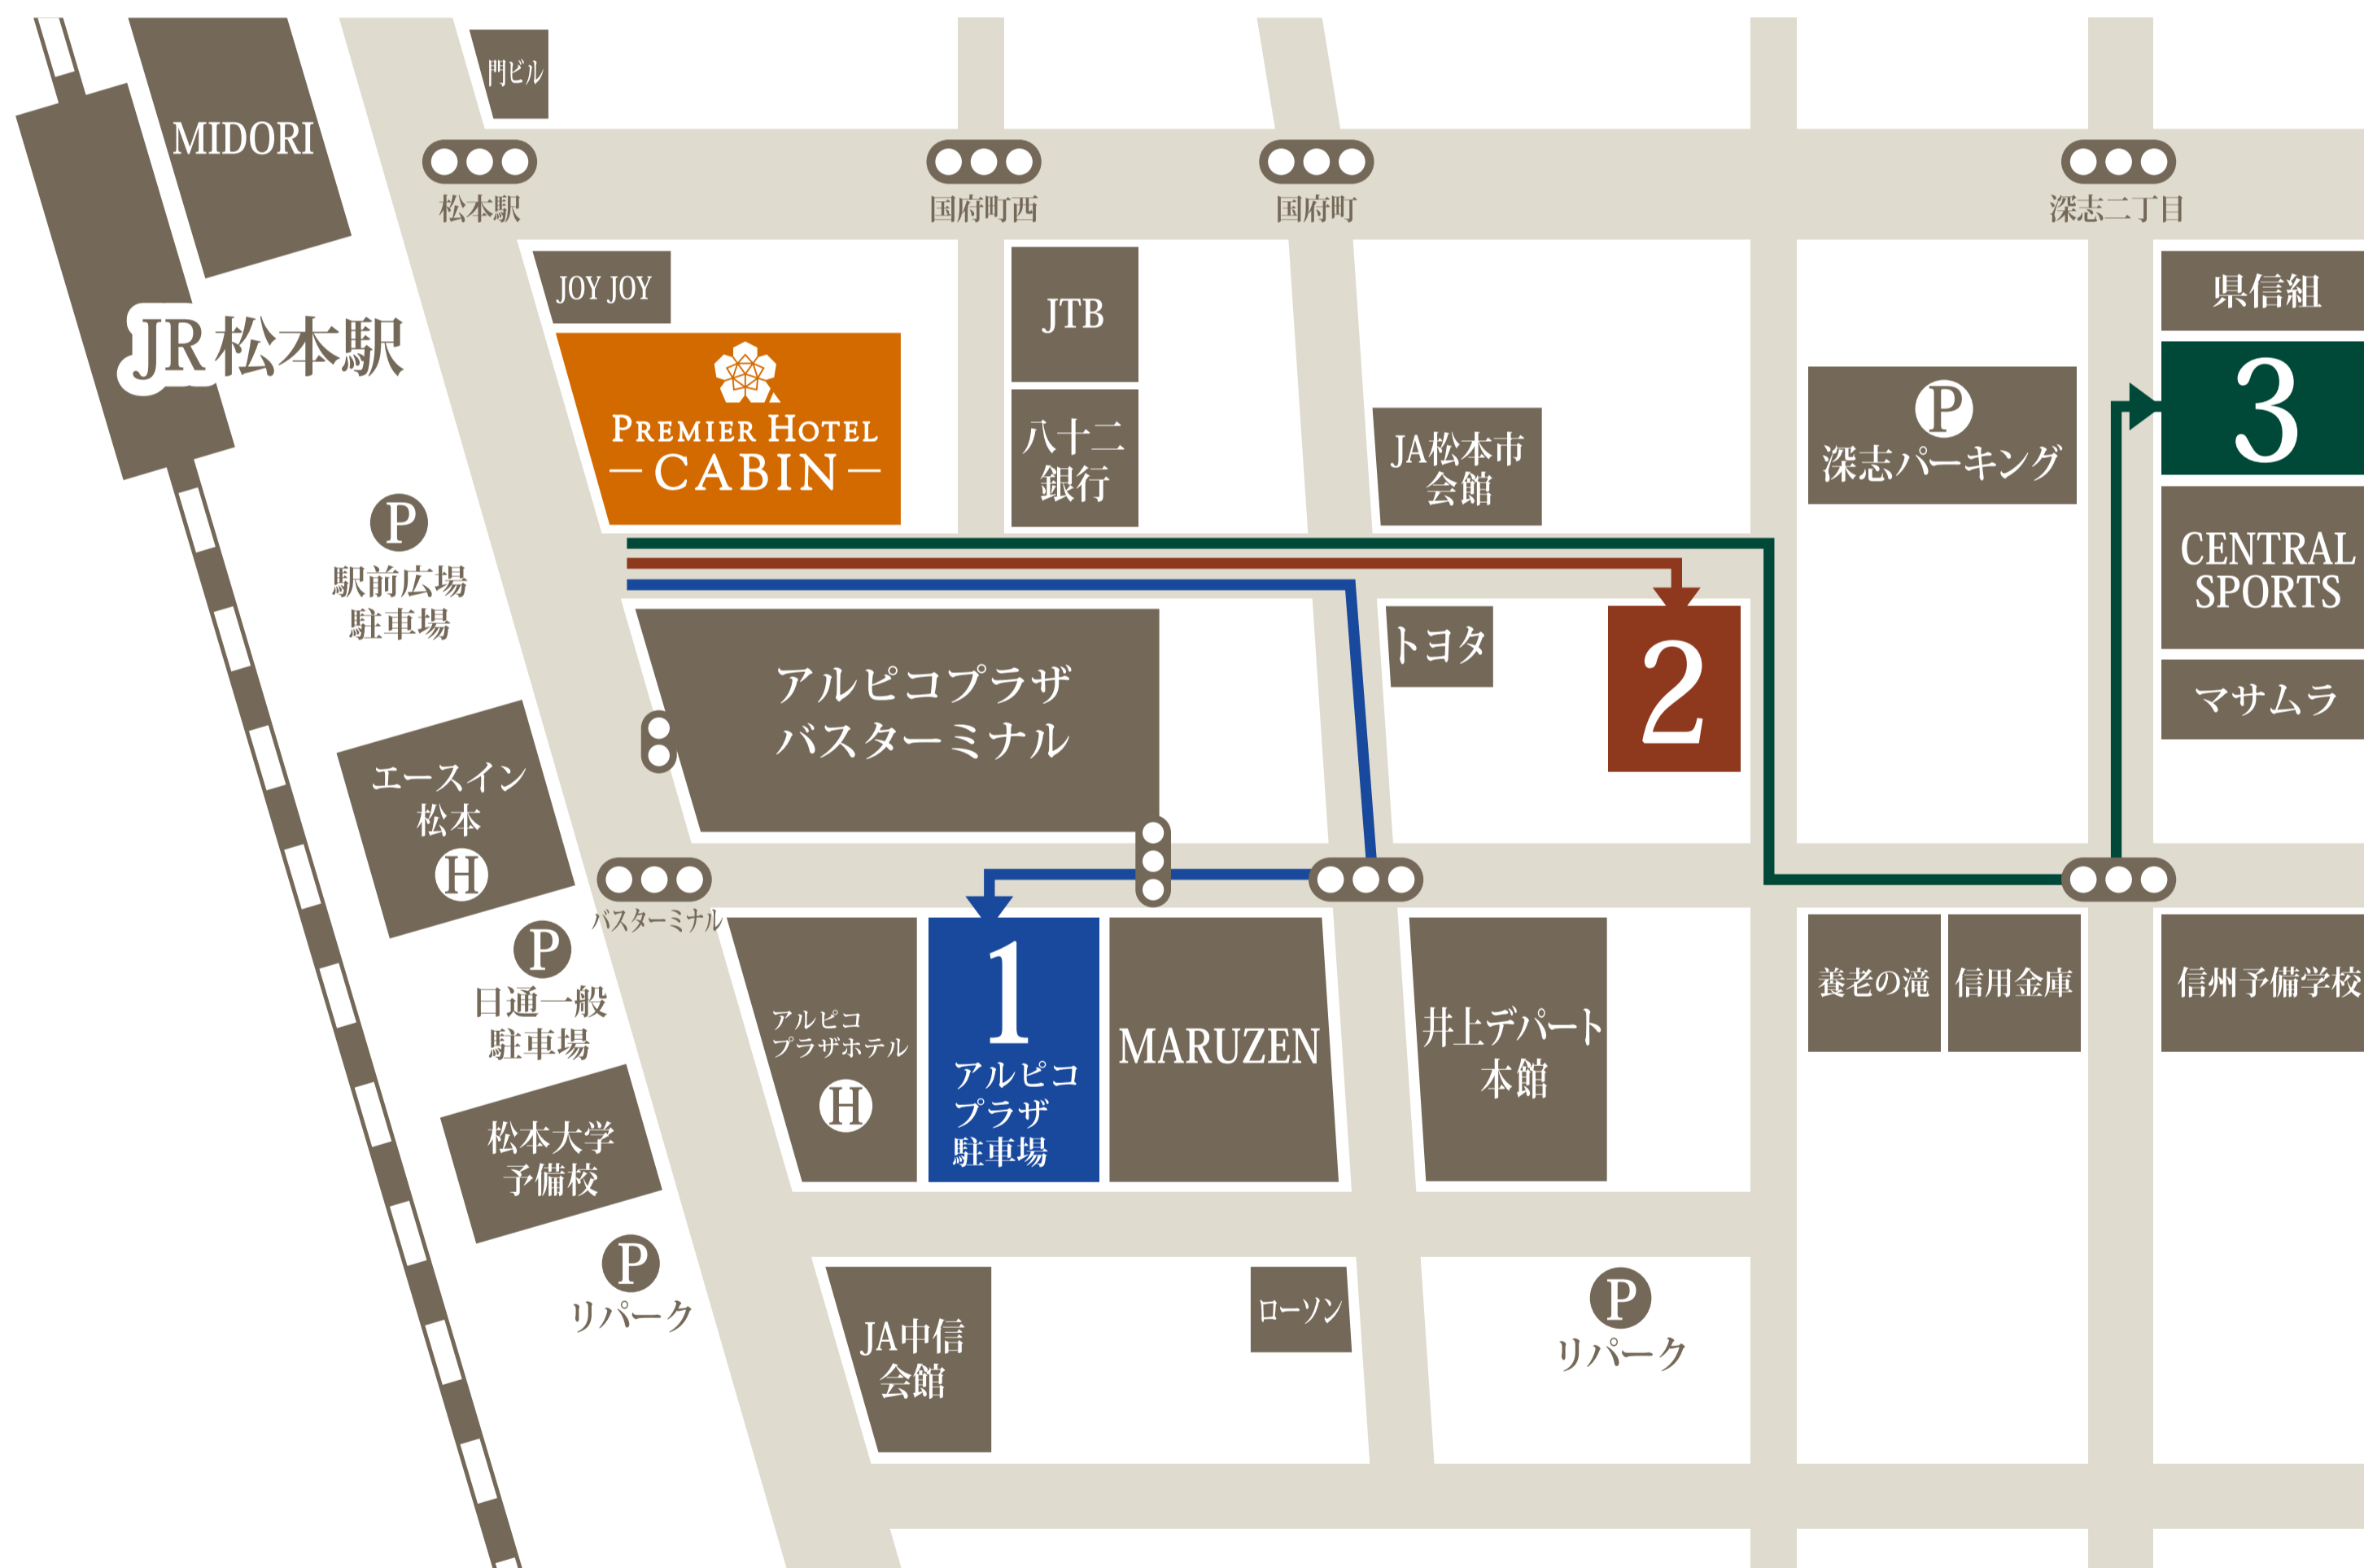 門ビル
MIDORI
松本駅
国府町西
国府町
深志二丁目
JOY JOY
JTB
県信組
JR松本駅
PREMIER HOTEL
CABIN
八十二
銀行
JA松本市
会館
P
深志パーキング
3
P
駅前広場
駐車場
CENTRAL
SPORTS
アルピコプラザ
バスターミナル
トヨタ
2
マサムラ
エースイン
松本
H
バスターミナル
P
日通一般
駐車場
アルピコ
プラザホテル
H
1
アルピコ
プラザ
駐車場
MARUZEN
井上デパート
本館
養老の滝
信用金庫
信州予備学校
松本大学
予備校
P
リパーク
JA中信
会館
ローソン
P
リパーク